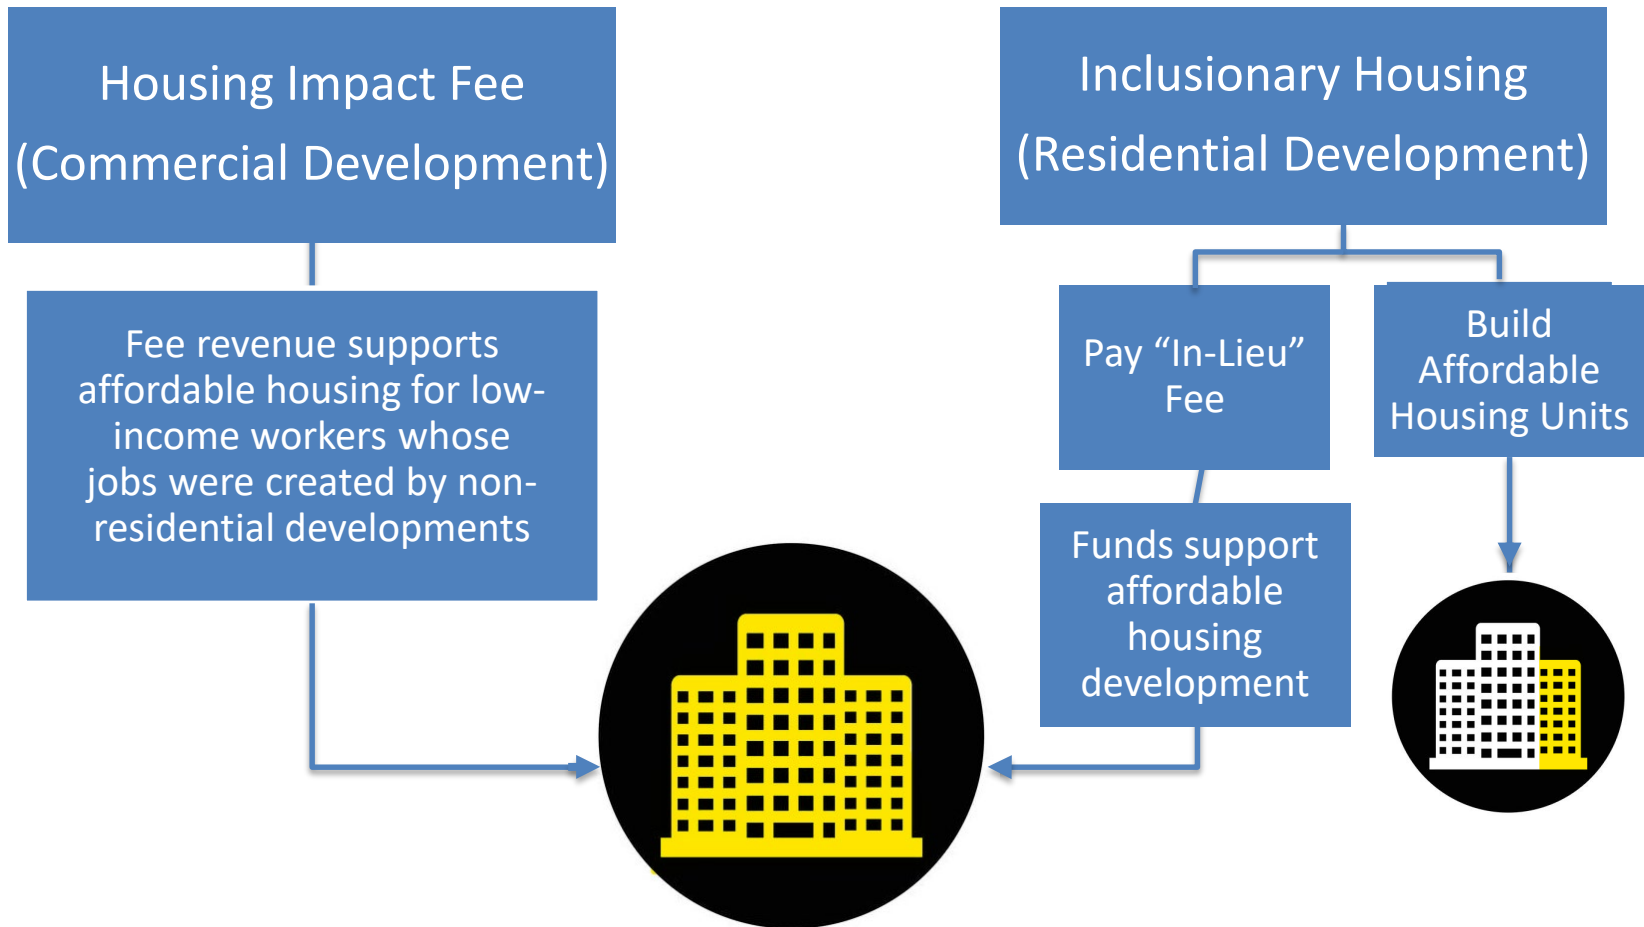 Housing Impact Fee
(Commercial Development)
Fee revenue supports
affordable housing for low-
income workers whose
jobs were created by non-
residential developments
Inclusionary Housing
(Residential Development)
Pay “In-Lieu”
Fee
Funds support
affordable
housing
development
Build
Affordable
Housing Units